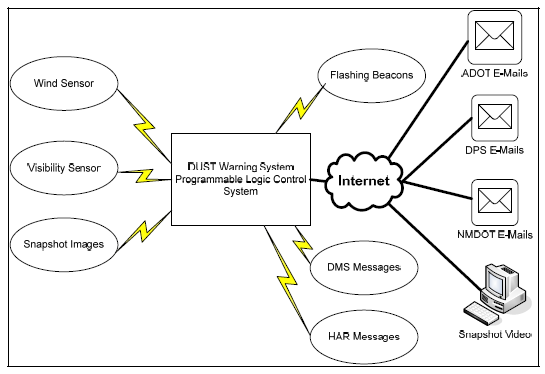 Wind Sensor
Visibility Sensor
Snapshot Images
Flashing Beacons
DUST Warning System
Programmable Logic Control
System
DMS Messages
HAR Messages
Internet
ADOT E-Mails
DPS E-Mails
NMDOT E-Mails
Snapshot Video